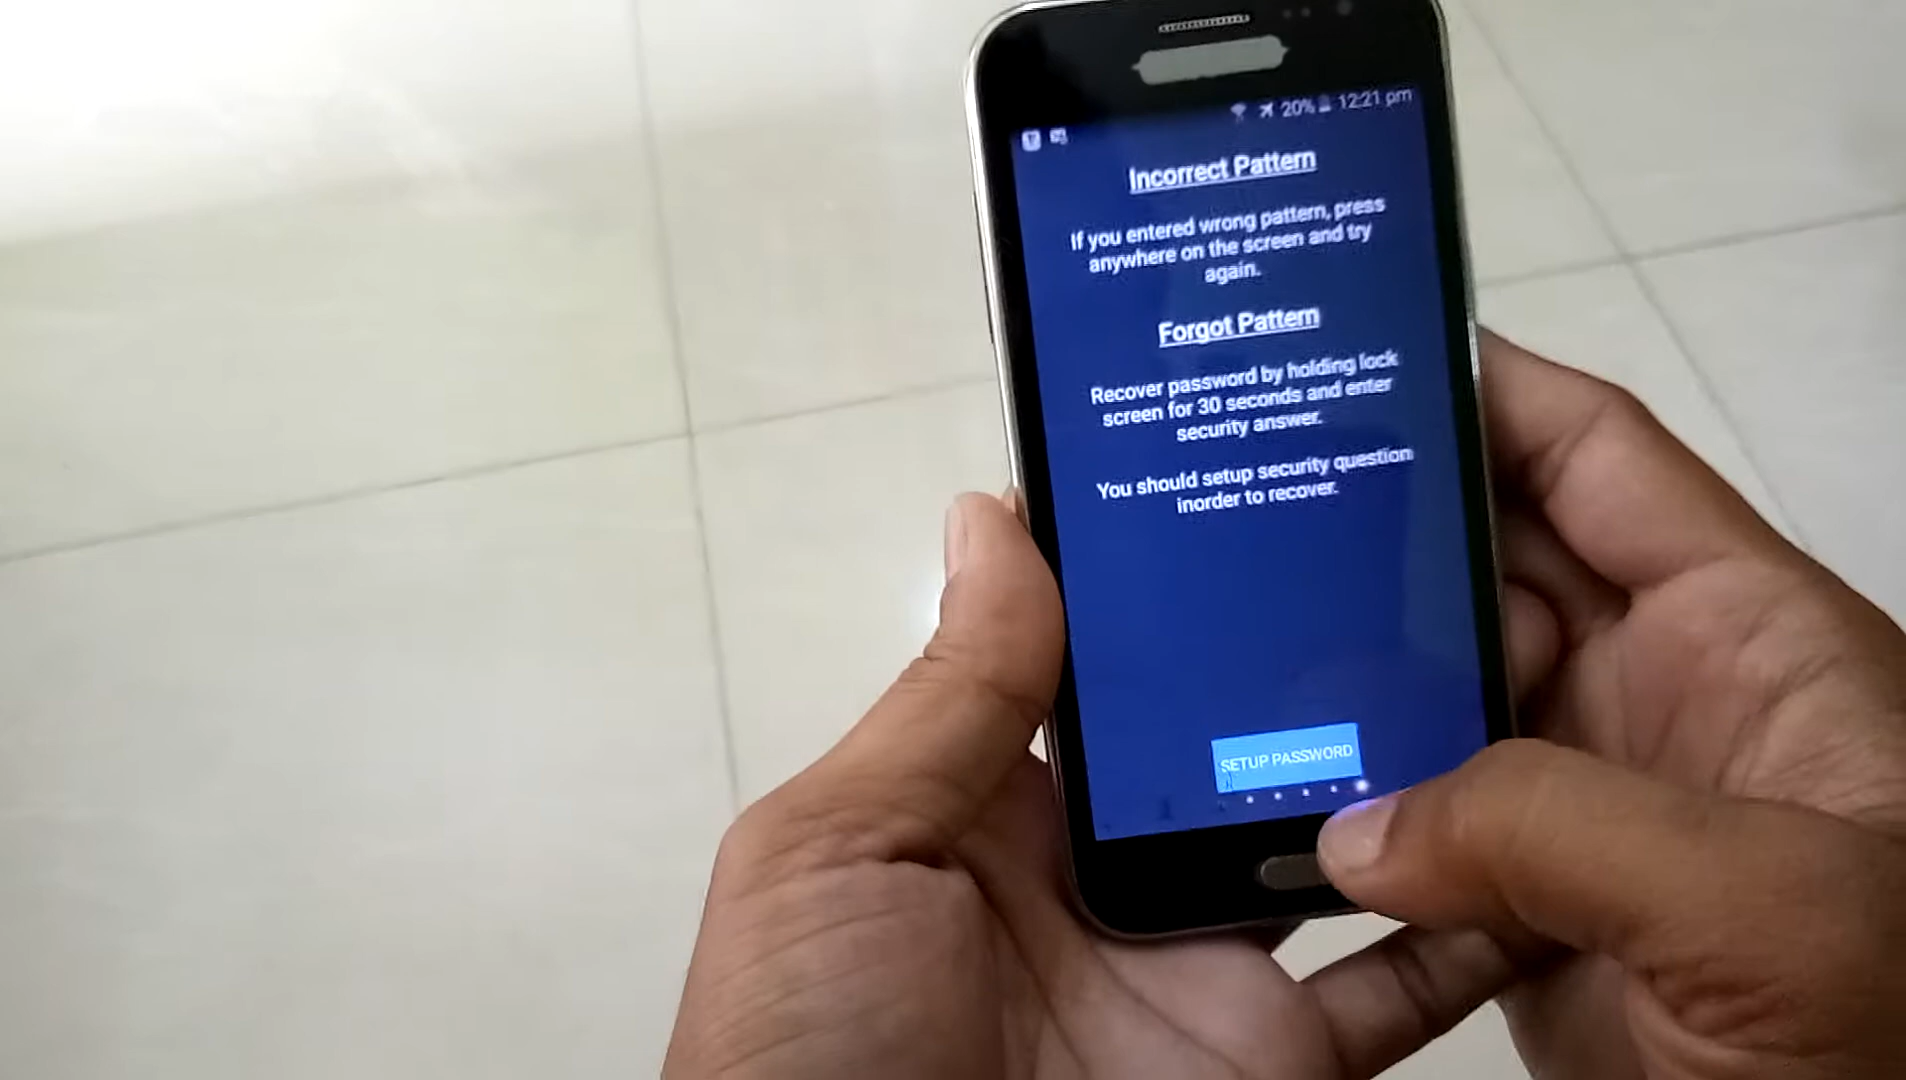 20% 12:21 pm
Incorrect Pattern
If you entered wrong pattern, press
anywhere on the screen and try
again.
Forgot Pattern
Recover password by holding lock
screen for 30 seconds and enter
security answer.
You should setup security question
inorder to recover.
SETUP PASSWORD